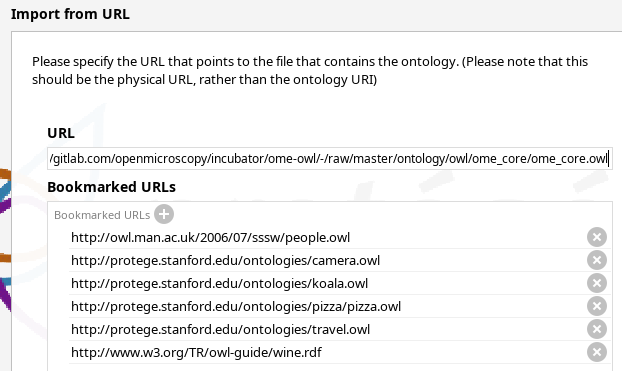 Import from URL
Please specify the URL that points to the file that contains the ontology. (Please note that this
should be the physical URL, rather than the ontology URI)
URL
/gitlab.com/openmicroscopy/incubator/ome-owl/-/raw/master/ontology/owl/ome_core/ome_core.owl
Bookmarked URLs
Bookmarked URLs
http://owl.man.ac.uk/2006/07/sssw/people.owl
http://protege.stanford.edu/ontologies/camera.owl
http://protege.stanford.edu/ontologies/koala.owl
http://protege.stanford.edu/ontologies/pizza/pizza.owl
http://protege.stanford.edu/ontologies/travel.owl
http://www.w3.org/TR/owl-guide/wine.rdf